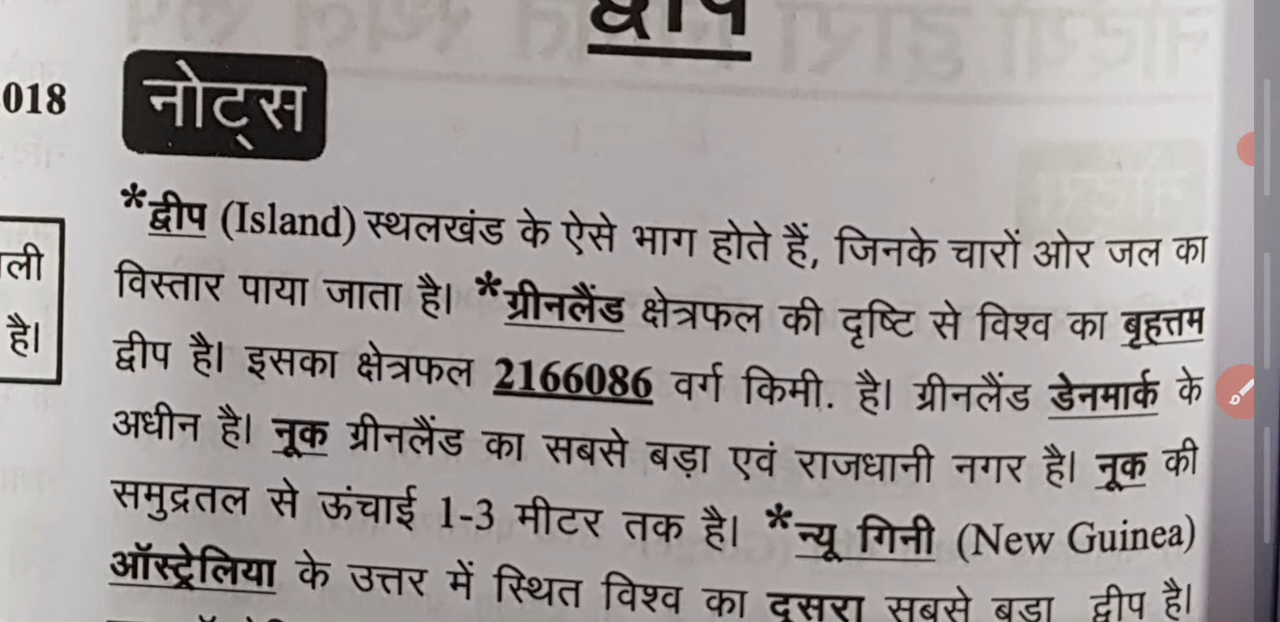 द्वीप
018
नोट्स
*द्वीप (Island) स्थलखंड के ऐसे भाग होते हैं, जिनके चारों ओर जल का
विस्तार पाया जाता है। *ग्रीनलैंड क्षेत्रफल की दृष्टि से विश्व का बृहत्तम
द्वीप है। इसका क्षेत्रफल 2166086 वर्ग किमी. है। ग्रीनलैंड डेनमार्क के
अधीन है। नूक ग्रीनलैंड का सबसे बड़ा एवं राजधानी नगर है। नूक की
समुद्रतल से ऊंचाई 1-3 मीटर तक है। *न्यू गिनी (New Guinea)
ऑस्ट्रेलिया के उत्तर में स्थित विश्व का दूसरा सबसे बड़ा द्वीप है।
ली
है।